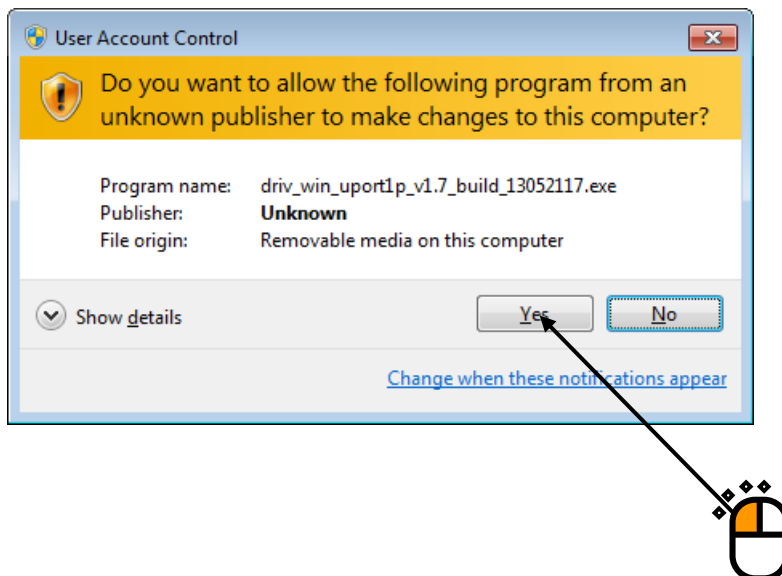 User Account Control
Do you want to allow the following program from an
unknown publisher to make changes to this computer?
Program name: driv_win_uport1p_v1.7_build_13052117.exe
Publisher: Unknown
File origin: Removable media on this computer
Show details
Yes
No
Change when these notifications appear